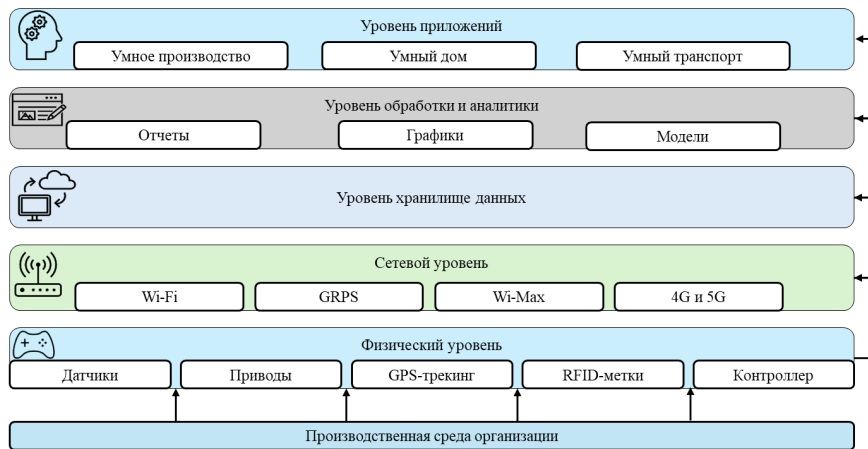 Уровень приложений
Умное производство
Умный дом
Умный транспорт
Уровень обработки и аналитики
Отчеты
Графики
Модели
Уровень хранилище данных
Сетевой уровень
Wi-Fi
GRPS
Wi-Max
4G и 5G
Физический уровень
Датчики
Приводы
GPS-трекинг
RFID-метки
Контроллер
Производственная среда организации